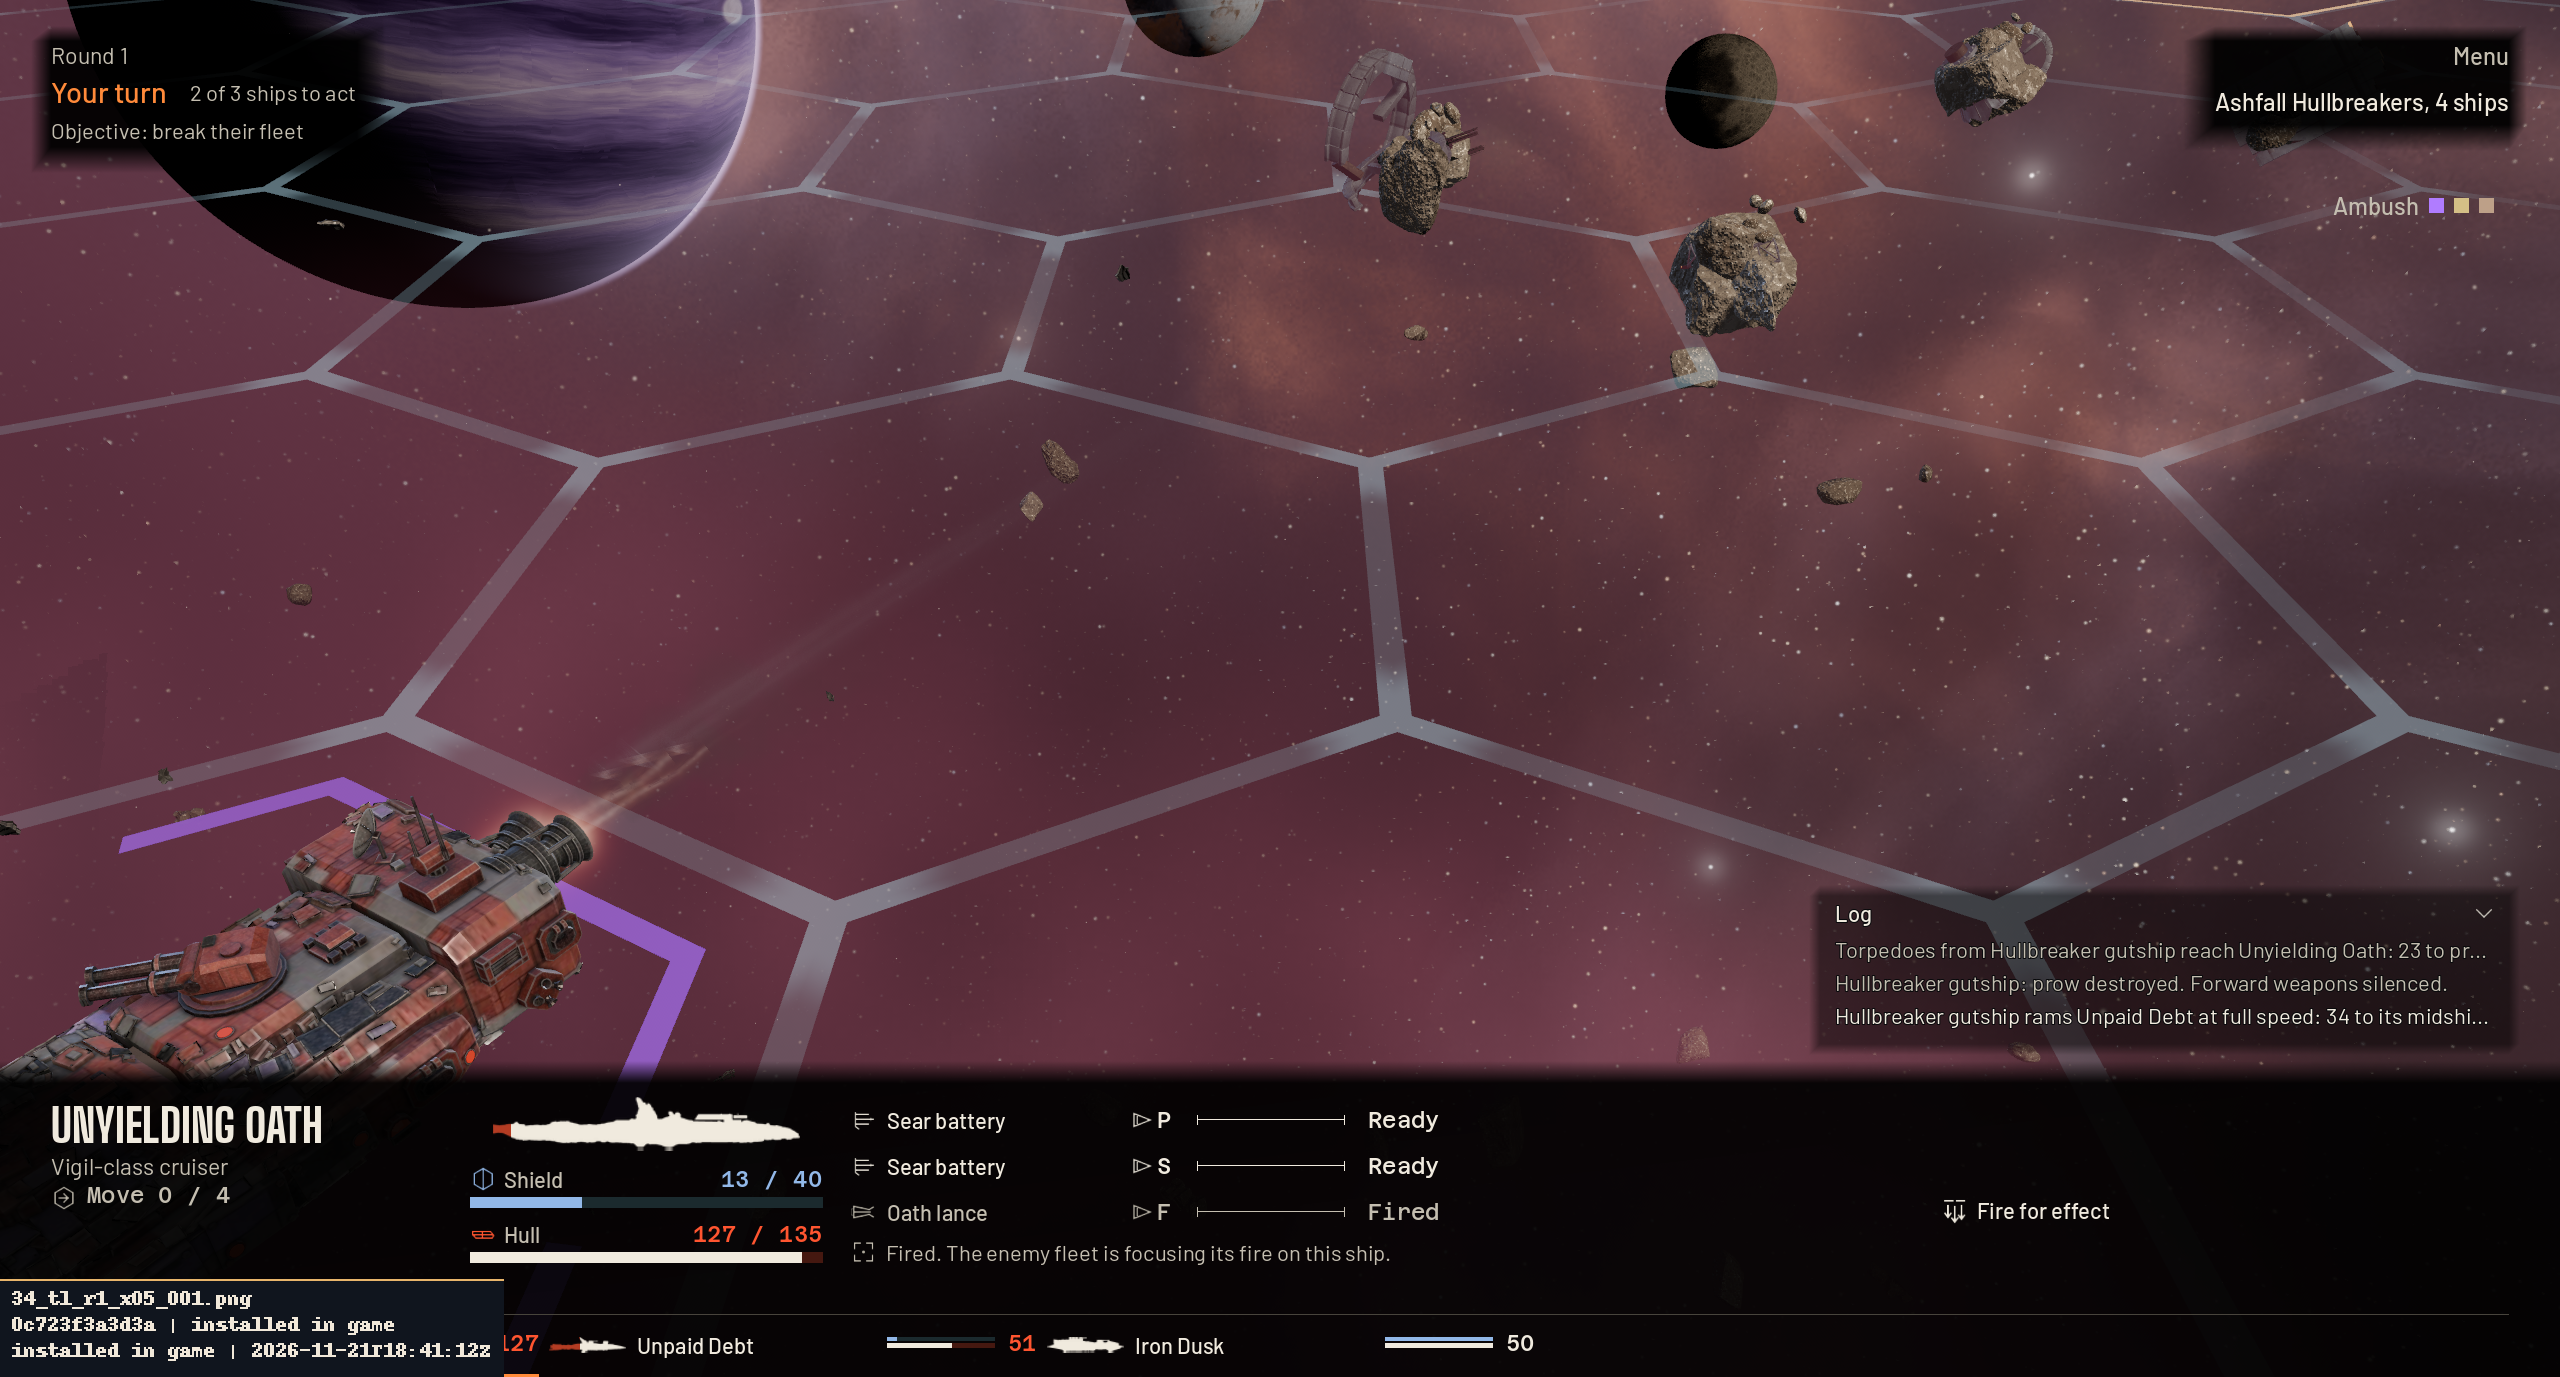 Round 1
Your turn 2 of 3 ships to act
Objective: break their fleet
Menu
Ashfall Hullbreakers, 4 ships
Ambush
Log
Torpedoes from Hullbreaker gutship reach Unyielding Oath: 23 to pr...
Hullbreaker gutship: prow destroyed. Forward weapons silenced.
Hullbreaker gutship rams Unpaid Debt at full speed: 34 to its midshi...
UNYIELDING OATH
Vigil-class cruiser
Move 0 / 4
Shield 13 / 40
Hull 127 / 135
Sear battery P Ready
Sear battery S Ready
Oath lance F Fired
Fired. The enemy fleet is focusing its fire on this ship.
Fire for effect
34_tl_r1_x05_001.png
0c723f3a3d3a | installed in game
installed in game | 2026-11-21r18:41:12z
127 Unpaid Debt 51 Iron Dusk 50